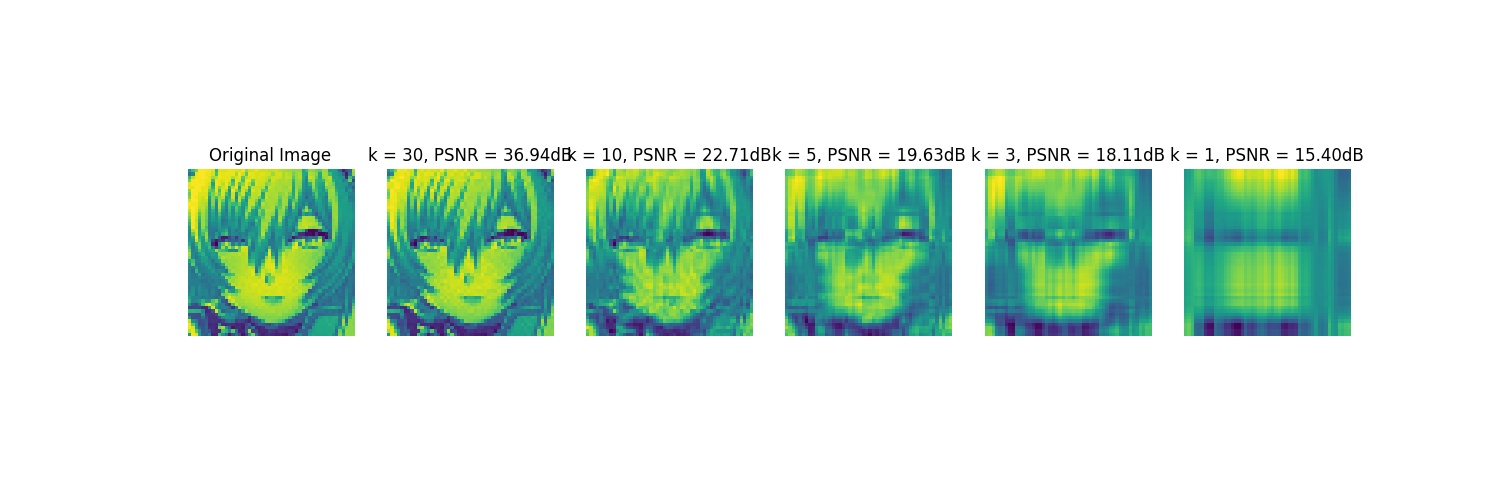 Original Image
k = 30, PSNR = 36.94dB
k = 10, PSNR = 22.71dB
k = 5, PSNR = 19.63dB
k = 3, PSNR = 18.11dB
k = 1, PSNR = 15.40dB